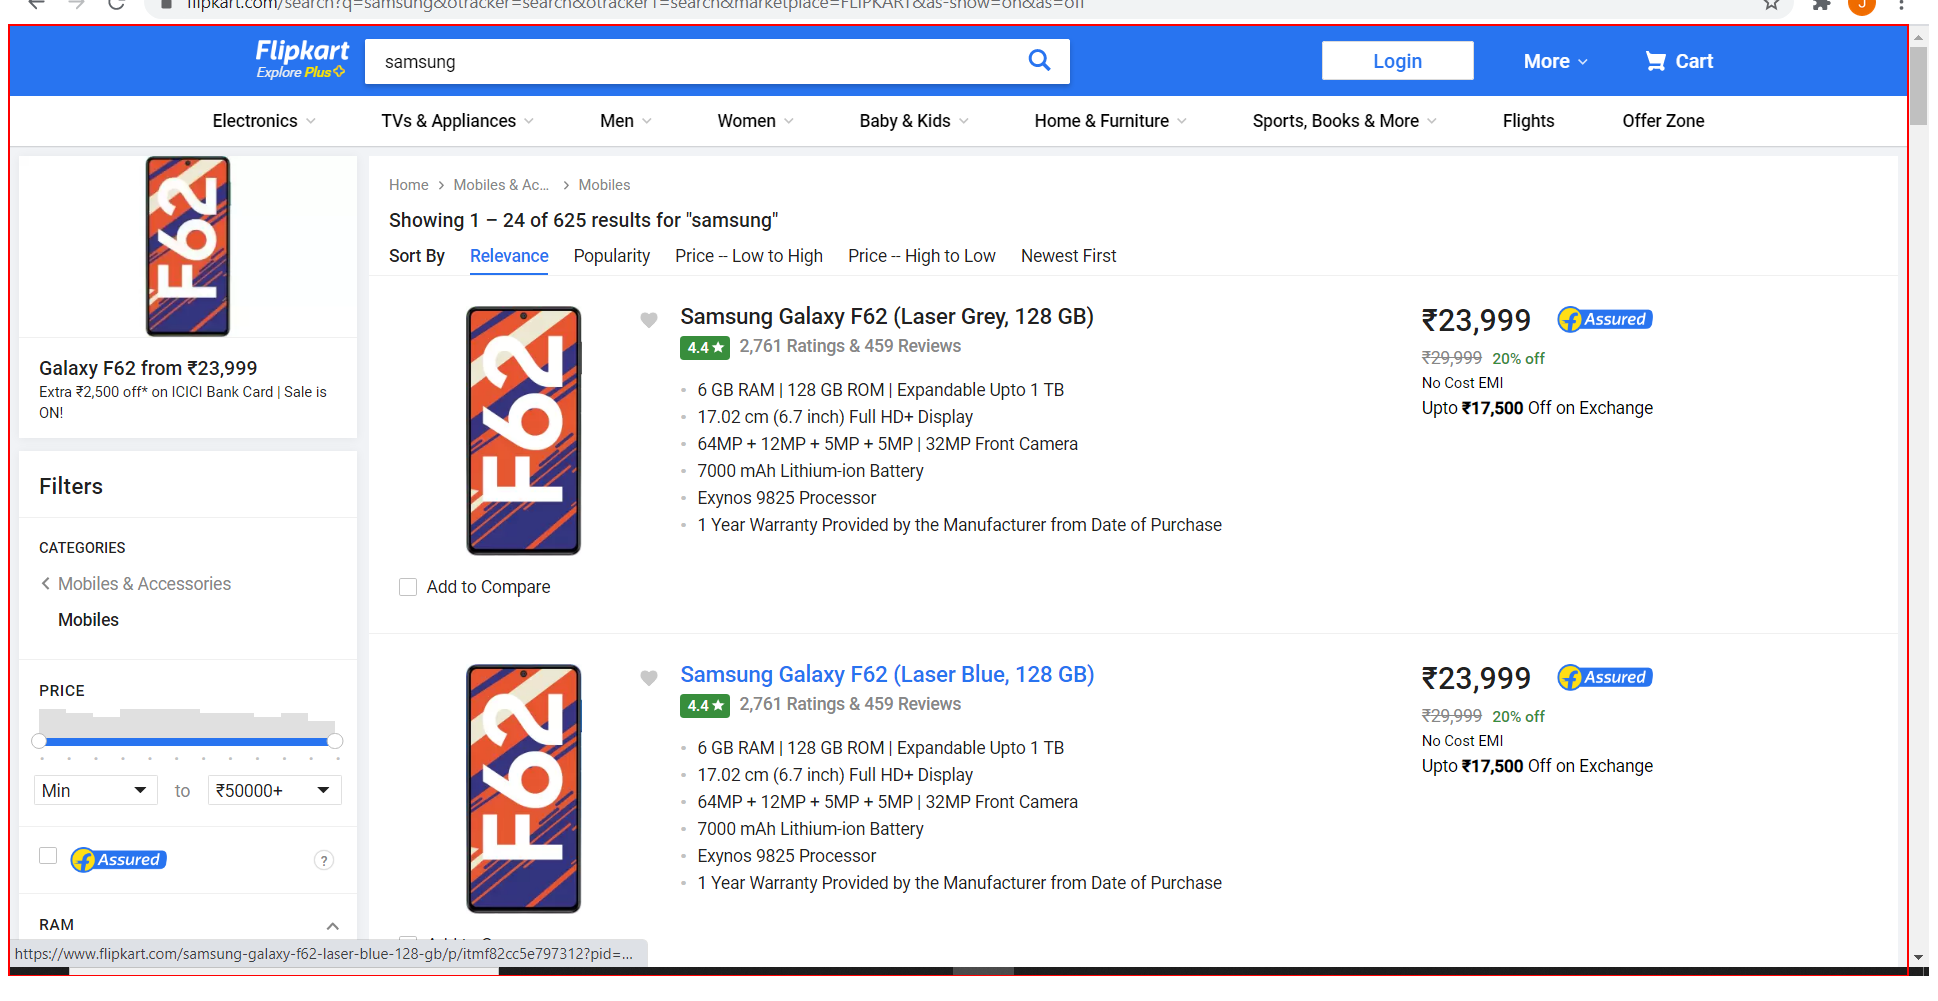 flipkart.com/search?q=samsung&otracker=search&otracker1=search&marketplace=FLIPKART&as-show=on&as=off
J
Flipkart
Explore Plus
samsung
Login
More
Cart
Electronics
TVs & Appliances
Men
Women
Baby & Kids
Home & Furniture
Sports, Books & More
Flights
Offer Zone
F62
Galaxy F62 from ₹23,999
Extra ₹2,500 off* on ICICI Bank Card | Sale is
ON!
Filters
CATEGORIES
Mobiles & Accessories
Mobiles
PRICE
Min to ₹50000+
Assured ?
RAM
Home > Mobiles & Ac... > Mobiles
Showing 1 – 24 of 625 results for "samsung"
Sort By Relevance Popularity Price -- Low to High Price -- High to Low Newest First
F62
Samsung Galaxy F62 (Laser Grey, 128 GB)
4.4 ★ 2,761 Ratings & 459 Reviews
6 GB RAM | 128 GB ROM | Expandable Upto 1 TB
17.02 cm (6.7 inch) Full HD+ Display
64MP + 12MP + 5MP + 5MP | 32MP Front Camera
7000 mAh Lithium-ion Battery
Exynos 9825 Processor
1 Year Warranty Provided by the Manufacturer from Date of Purchase
₹23,999 Assured
₹29,999 20% off
No Cost EMI
Upto ₹17,500 Off on Exchange
Add to Compare
F62
Samsung Galaxy F62 (Laser Blue, 128 GB)
4.4 ★ 2,761 Ratings & 459 Reviews
6 GB RAM | 128 GB ROM | Expandable Upto 1 TB
17.02 cm (6.7 inch) Full HD+ Display
64MP + 12MP + 5MP + 5MP | 32MP Front Camera
7000 mAh Lithium-ion Battery
Exynos 9825 Processor
1 Year Warranty Provided by the Manufacturer from Date of Purchase
₹23,999 Assured
₹29,999 20% off
No Cost EMI
Upto ₹17,500 Off on Exchange
https://www.flipkart.com/samsung-galaxy-f62-laser-blue-128-gb/p/itmf82cc5e797312?pid=...